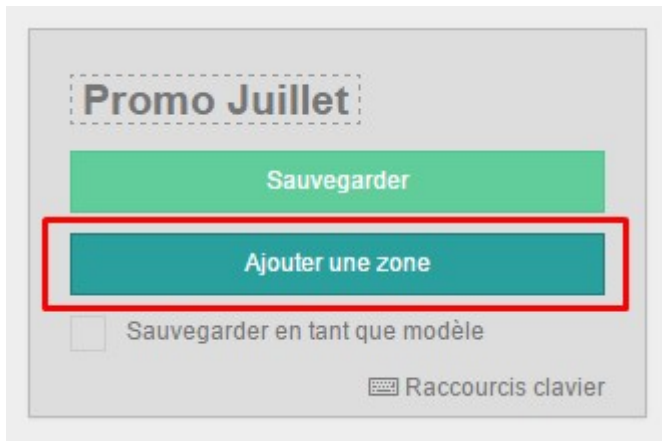 Promo Juillet
Sauvegarder
Ajouter une zone
Sauvegarder en tant que modèle
Raccourcis clavier